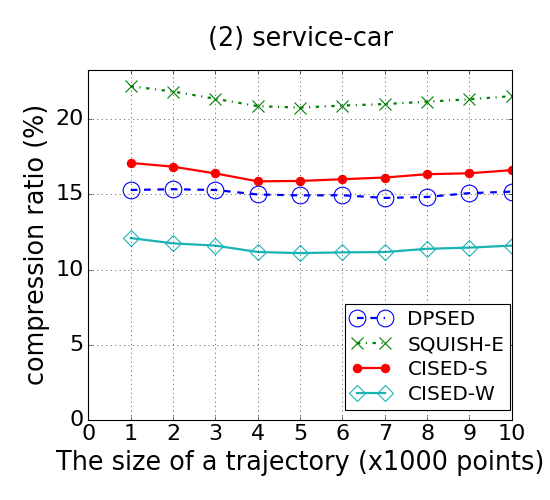 (2) service-car
compression ratio (%)
20
15
10
5
0
0 1 2 3 4 5 6 7 8 9 10
The size of a trajectory (x1000 points)
DPSED
SQUISH-E
CISED-S
CISED-W